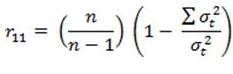 r₁₁ = (n / (n − 1)) (1 − Σσₜ² / σₜ²)